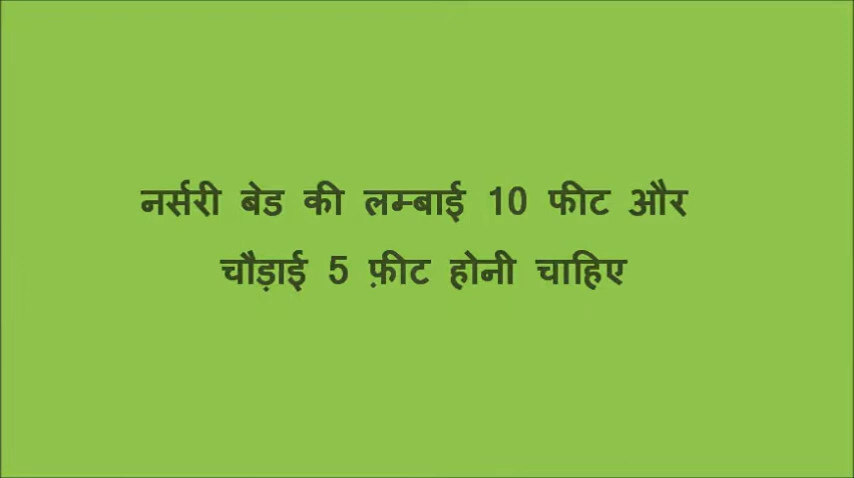 नर्सरी बेड की लम्बाई 10 फीट और
चौड़ाई 5 फ़ीट होनी चाहिए